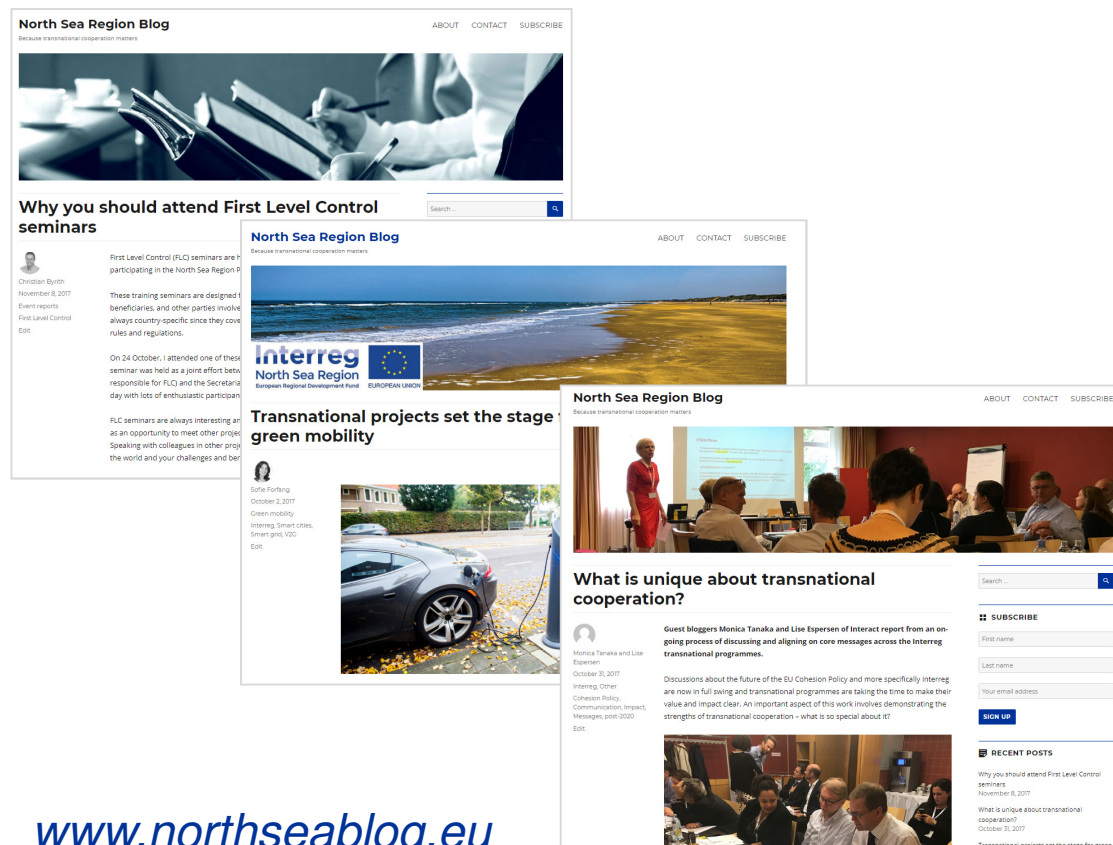 North Sea Region Blog
Because transnational cooperation matters
ABOUT CONTACT SUBSCRIBE
Why you should attend First Level Control
seminars
Search ...
Christian Byrith
November 8, 2017
Event reports
First Level Control
Edit
First Level Control (FLC) seminars are
participating in the North Sea Region
These training seminars are designed
beneficiaries, and other parties
always country-specific since they
rules and regulations.
On 24 October, I attended one of these
seminar was held as a joint effort
responsible for FLC) and the
day with lots of enthusiastic
FLC seminars are always interesting
as an opportunity to meet other
Speaking with colleagues in other
the world and your challenges and
North Sea Region Blog
Because transnational cooperation matters
ABOUT CONTACT SUBSCRIBE
Interreg
North Sea Region
European Regional Development Fund EUROPEAN UNION
Transnational projects set the stage
green mobility
Sofie Forfang
October 2, 2017
Green mobility
Interreg, Smart cities,
Smart grid, V2G
Edit
North Sea Region Blog
Because transnational cooperation matters
ABOUT CONTACT SUBSCRIBE
What is unique about transnational
cooperation?
Monica Tanaka and Lise
Espersen
October 31, 2017
Interreg, Other
Cohesion Policy,
Communication, Impact,
Messages, post-2020
Edit
Guest bloggers Monica Tanaka and Lise Espersen of Interact report from an on-
going process of discussing and aligning on core messages across the Interreg
transnational programmes.
Discussions about the future of the EU Cohesion Policy and more specifically Interreg
are now in full swing and transnational programmes are taking the time to make their
value and impact clear. An important aspect of this work involves demonstrating the
strengths of transnational cooperation – what is so special about it?
Search ...
SUBSCRIBE
First name
Last name
Your email address
SIGN UP
RECENT POSTS
Why you should attend First Level Control
seminars
November 8, 2017
What is unique about transnational
cooperation?
October 31, 2017
Transnational projects set the stage for green
www.northseablog.eu